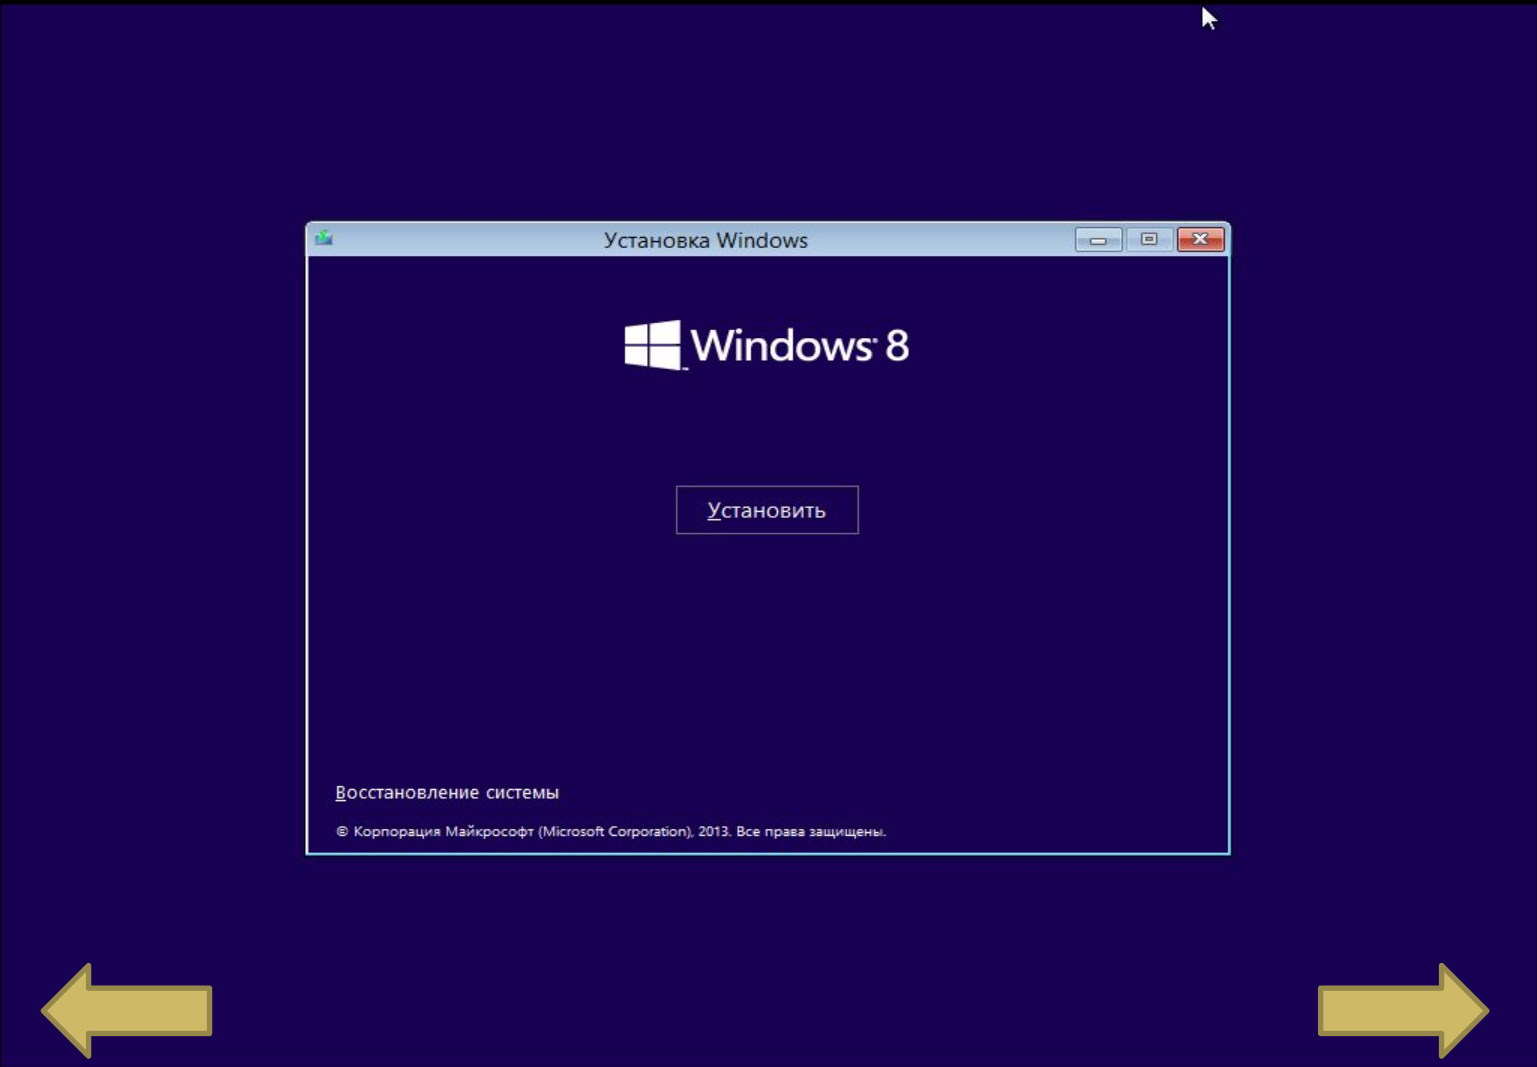 Установка Windows
Windows 8
Установить
Восстановление системы
© Корпорация Майкрософт (Microsoft Corporation), 2013. Все права защищены.